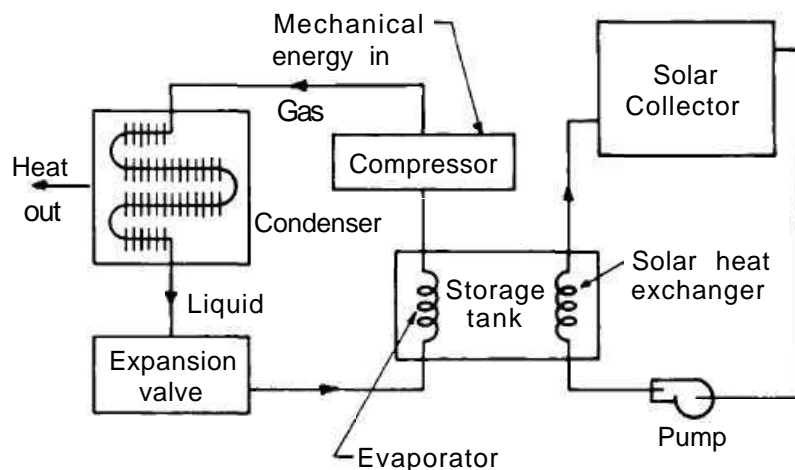 Mechanical
energy in
Solar
Collector
Gas
Compressor
Heat
out
Condenser
Solar heat
exchanger
Storage
tank
Liquid
Expansion
valve
Evaporator
Pump